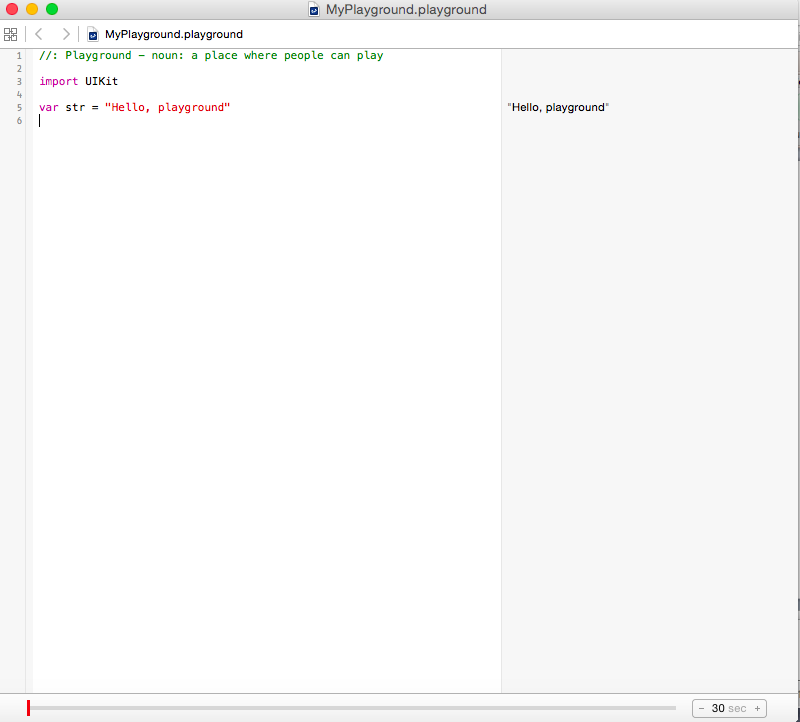 MyPlayground.playground
MyPlayground.playground
1 //: Playground - noun: a place where people can play
2
3 import UIKit
4
5 var str = "Hello, playground" "Hello, playground"
6
- 30 sec +